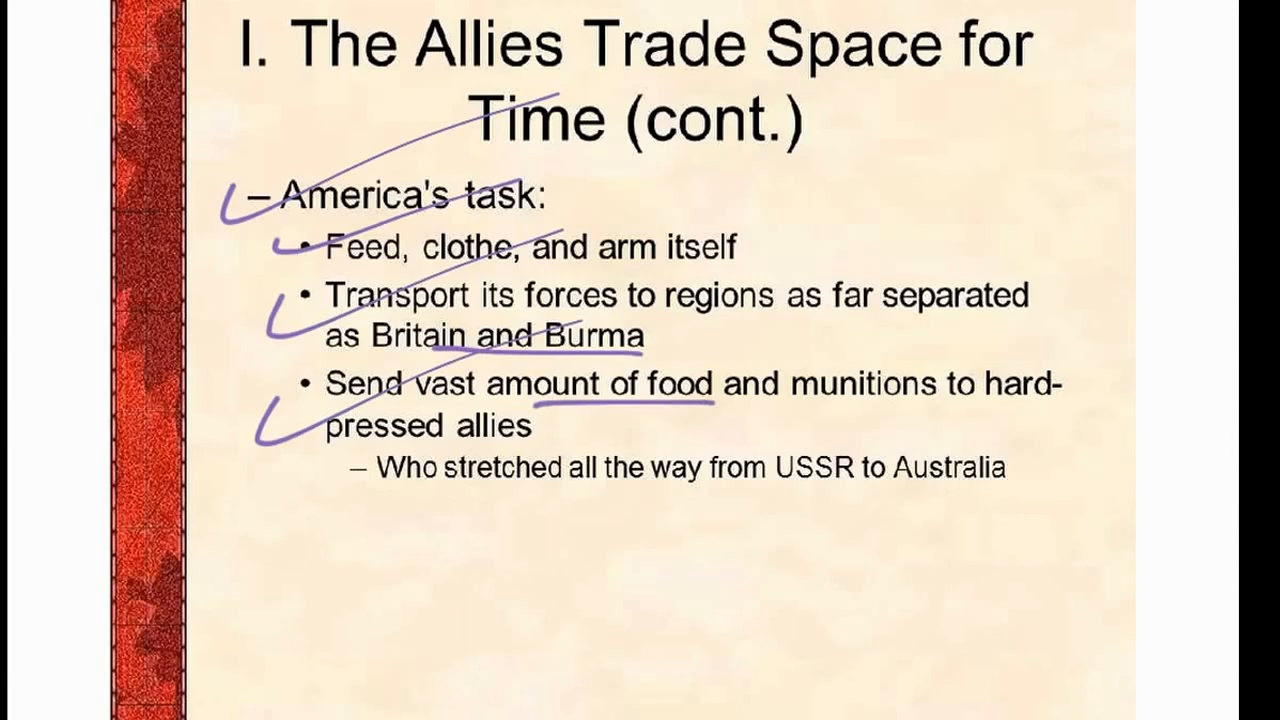 I. The Allies Trade Space for
Time (cont.)
– America's task:
• Feed, clothe, and arm itself
• Transport its forces to regions as far separated
as Britain and Burma
• Send vast amount of food and munitions to hard-
pressed allies
– Who stretched all the way from USSR to Australia